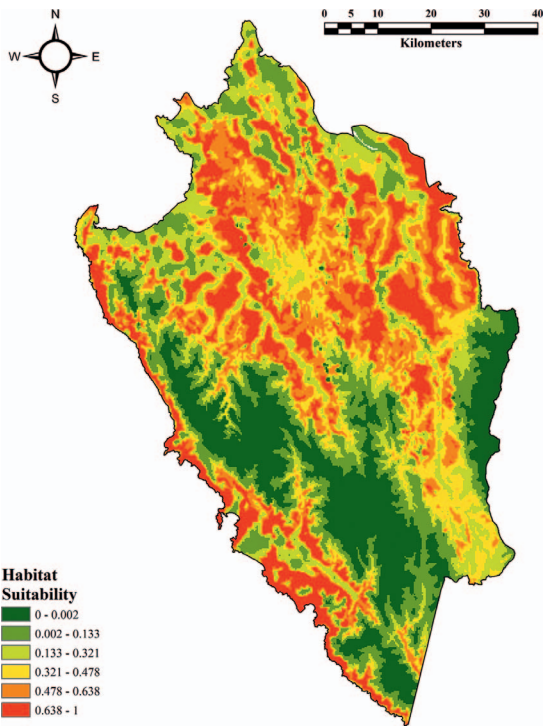 N
W E
S
0 10 20 30 40
Kilometers
Habitat
Suitability
0 - 0.002
0.002 - 0.133
0.133 - 0.321
0.321 - 0.478
0.478 - 0.638
0.638 - 1